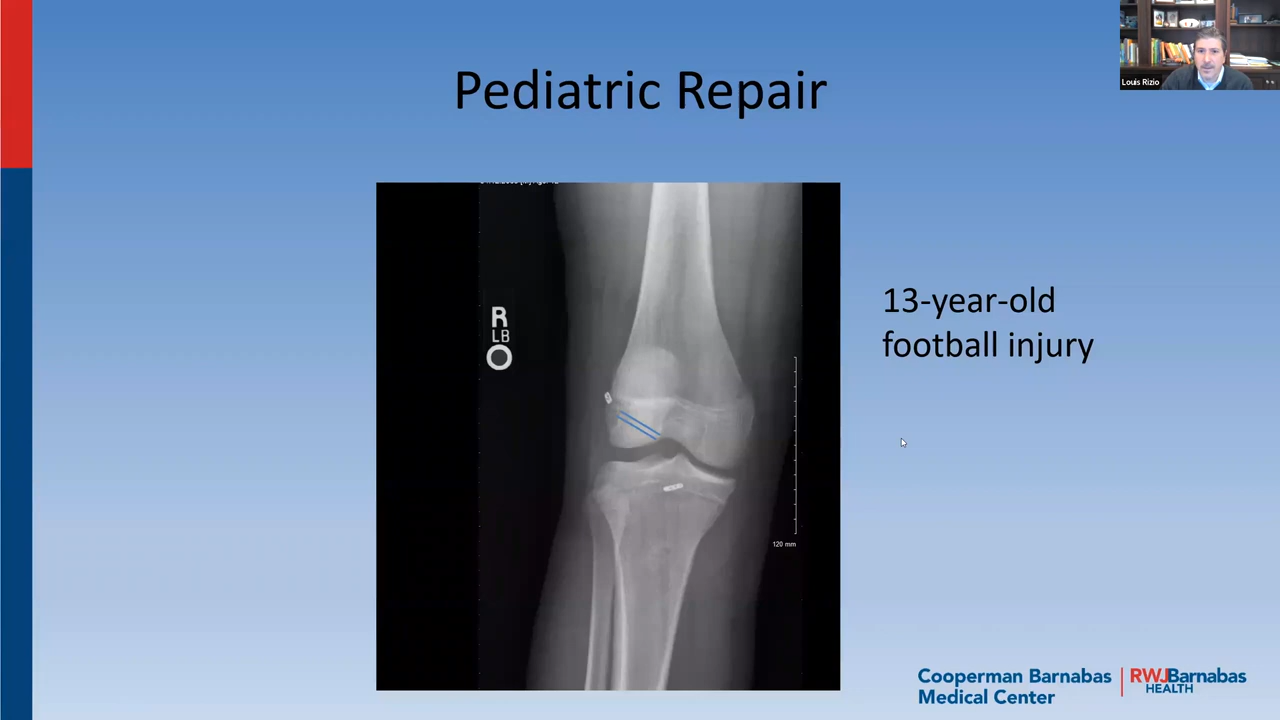 Pediatric Repair
Louis Rizio
R
LB
13-year-old
football injury
120 mm
Cooperman Barnabas
Medical Center
RWJBarnabas
HEALTH